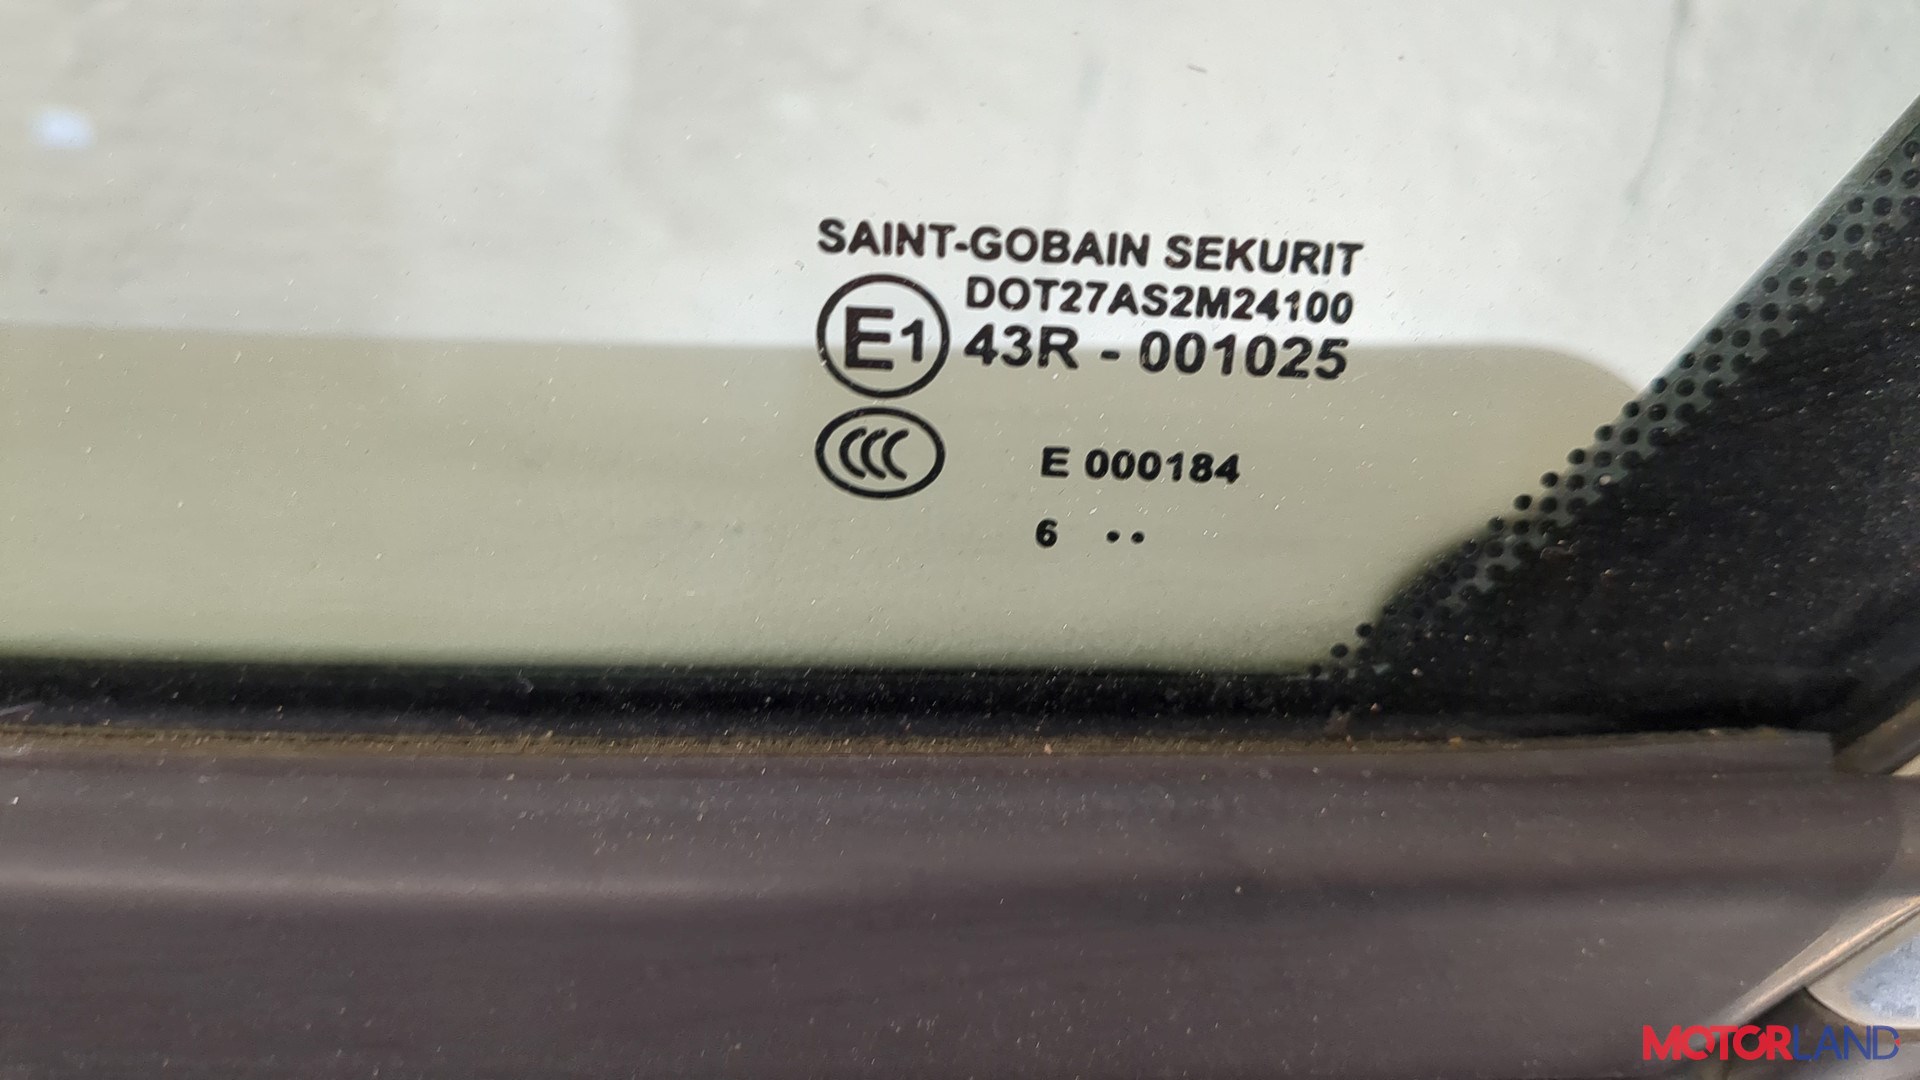 SAINT-GOBAIN SEKURIT
DOT27AS2M24100
E1 43R - 001025
CCC E 000184
6 ••
MOTORLAND